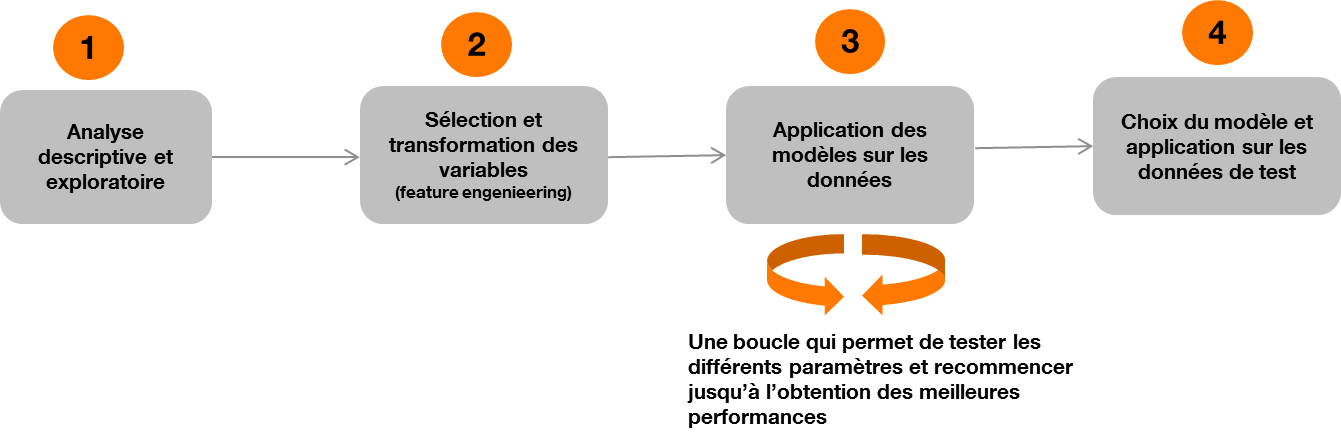 1
Analyse
descriptive et
exploratoire
2
Sélection et
transformation des
variables
(feature engenieering)
3
Application des
modèles sur les
données
4
Choix du modèle et
application sur les
données de test
Une boucle qui permet de tester les
différents paramètres et recommencer
jusqu’à l’obtention des meilleures
performances